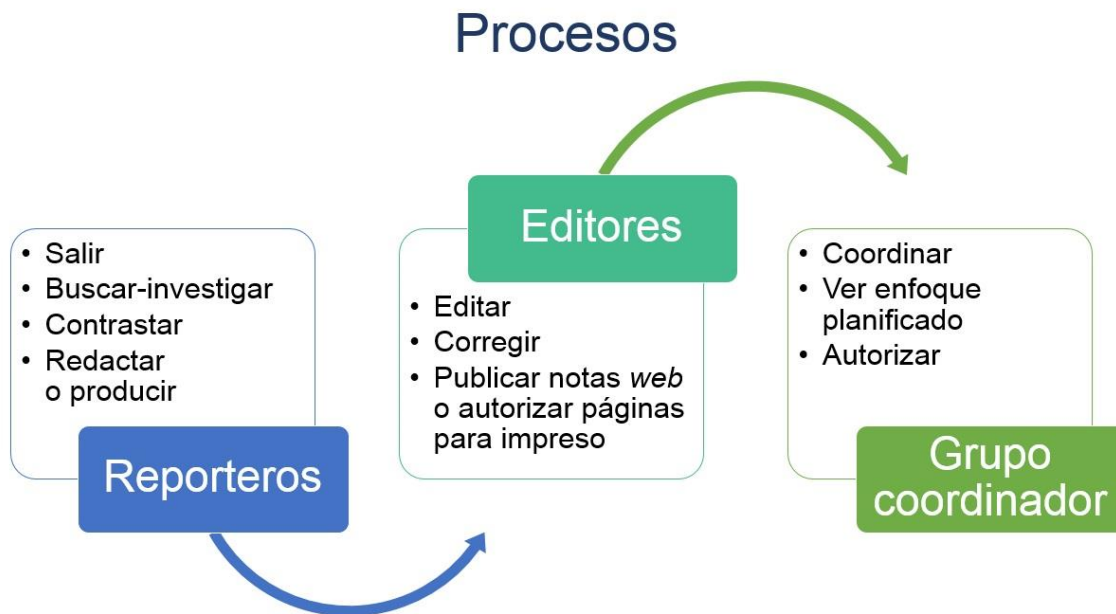 Procesos
• Salir
• Buscar-investigar
• Contrastar
• Redactar
o producir
Reporteros
Editores
• Editar
• Corregir
• Publicar notas web
o autorizar páginas
para impreso
• Coordinar
• Ver enfoque
planificado
• Autorizar
Grupo
coordinador